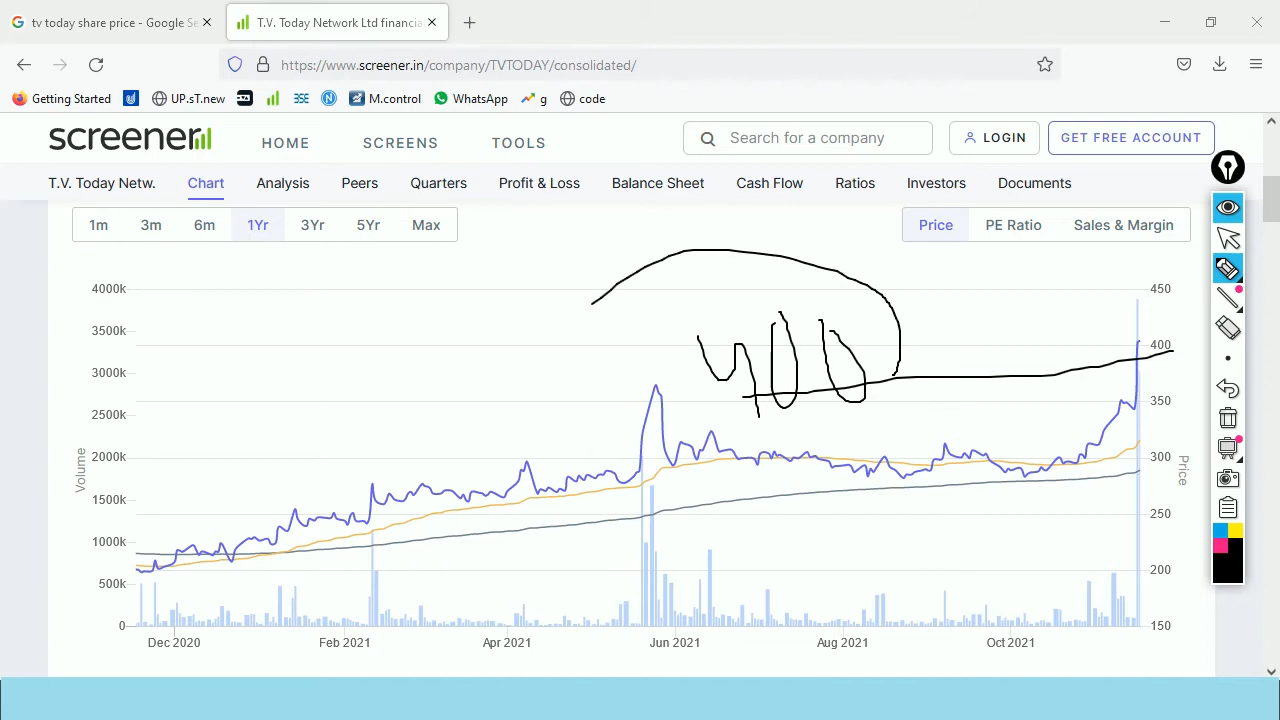 tv today share price - Google Se
T.V. Today Network Ltd financia
https://www.screener.in/company/TVTODAY/consolidated/
Getting Started UP.sT.new M.control WhatsApp g code
screener HOME SCREENS TOOLS Search for a company LOGIN GET FREE ACCOUNT
T.V. Today Netw. Chart Analysis Peers Quarters Profit & Loss Balance Sheet Cash Flow Ratios Investors Documents
1m 3m 6m 1Yr 3Yr 5Yr Max Price PE Ratio Sales & Margin
4000k 450
3500k 400
3000k
400
2500k 350
2000k 300
1500k
1000k 250
500k 200
0 150
Volume
Price
Dec 2020 Feb 2021 Apr 2021 Jun 2021 Aug 2021 Oct 2021